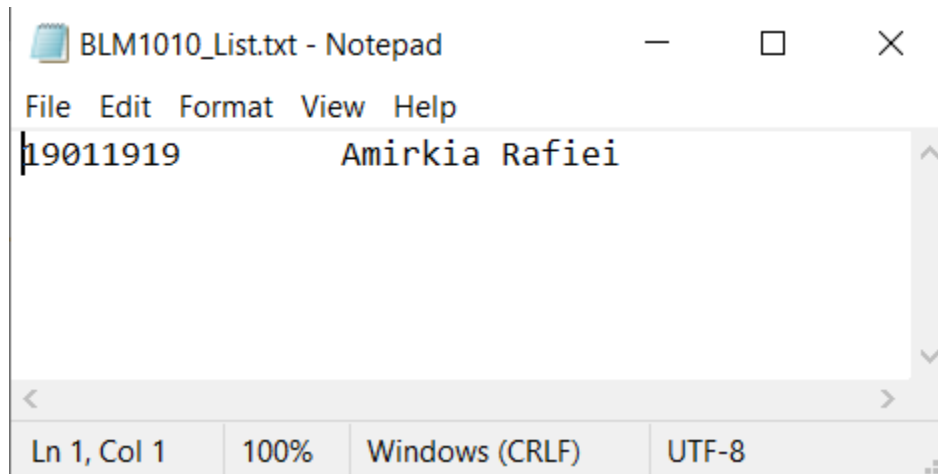 BLM1010_List.txt - Notepad
File Edit Format View Help
19011919 Amirkia Rafiei
Ln 1, Col 1 100% Windows (CRLF) UTF-8